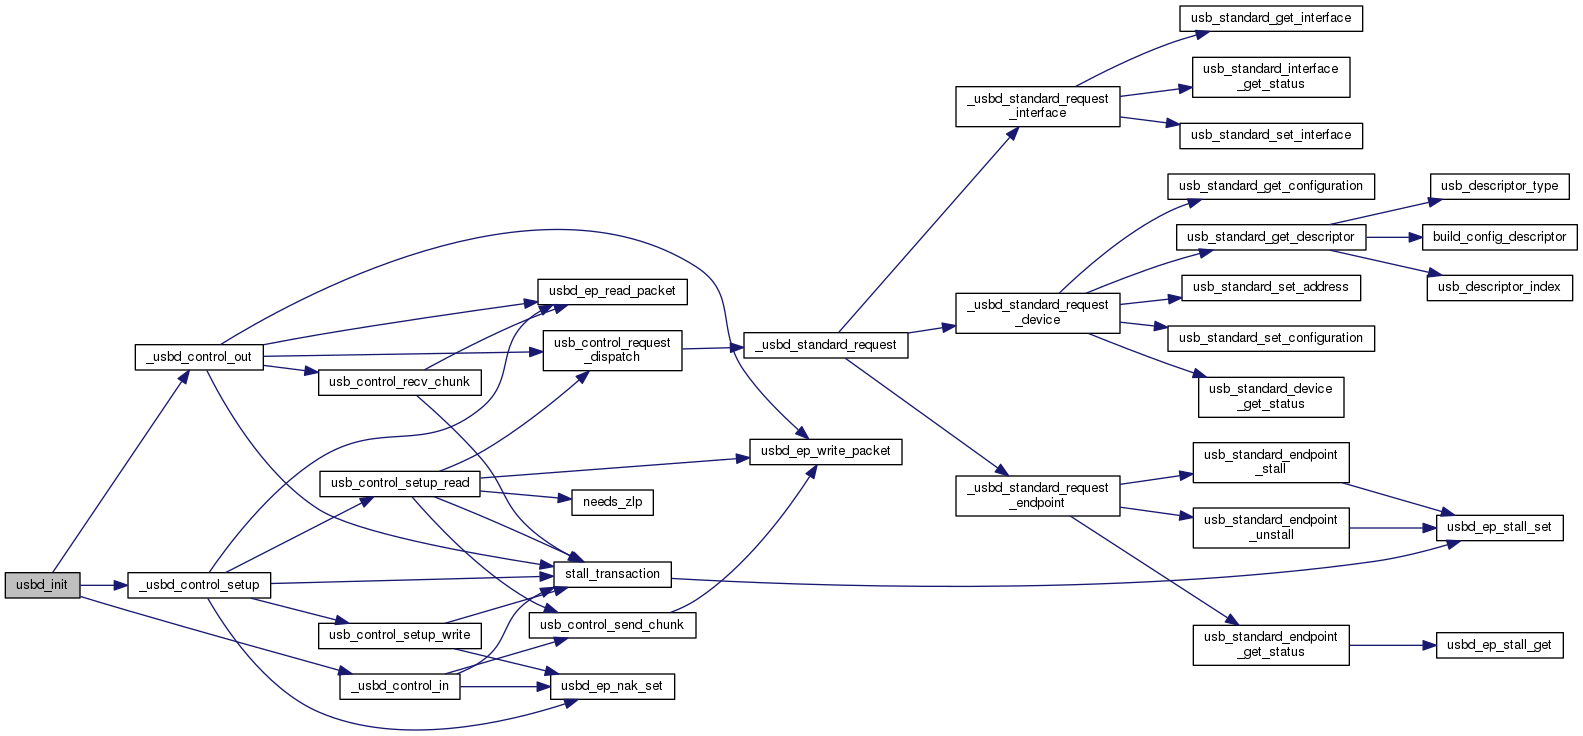 usb_standard_get_interface
usb_standard_interface
_get_status
_usbd_standard_request
_interface
usb_standard_set_interface
usb_standard_get_configuration
usb_descriptor_type
usb_standard_get_descriptor
build_config_descriptor
usb_standard_set_address
usb_descriptor_index
_usbd_standard_request
_device
usb_standard_set_configuration
usb_standard_device
_get_status
usbd_ep_read_packet
usb_control_request
_dispatch
_usbd_standard_request
_usbd_control_out
usb_control_recv_chunk
usbd_ep_write_packet
usb_control_setup_read
needs_zlp
usb_standard_endpoint
_stall
_usbd_standard_request
_endpoint
usb_standard_endpoint
_unstall
usbd_ep_stall_set
usbd_init
_usbd_control_setup
stall_transaction
usb_control_send_chunk
usb_control_setup_write
usb_standard_endpoint
_get_status
usbd_ep_stall_get
_usbd_control_in
usbd_ep_nak_set